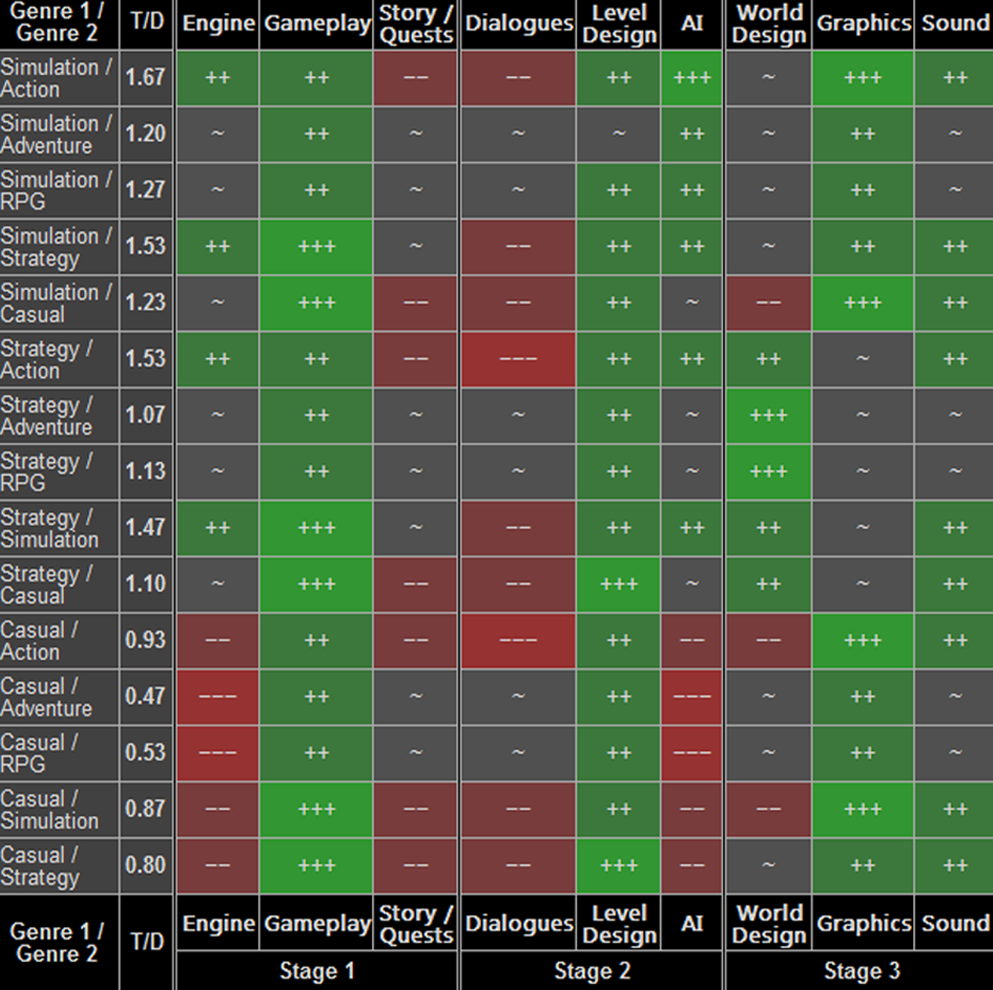 Genre 1 / Genre 2 T/D Engine Gameplay Story / Quests Dialogues Level Design AI World Design Graphics Sound
Simulation / Action 1.67 ++ ++ -- -- ++ +++ ~ +++ ++
Simulation / Adventure 1.20 ~ ++ ~ ~ ~ ++ ~ ++ ~
Simulation / RPG 1.27 ~ ++ ~ ~ ++ ++ ~ ++ ~
Simulation / Strategy 1.53 ++ +++ ~ -- ++ ++ ~ ++ ++
Simulation / Casual 1.23 ~ +++ -- -- ++ ~ -- +++ ++
Strategy / Action 1.53 ++ ++ -- --- ++ ++ ++ ~ ++
Strategy / Adventure 1.07 ~ ++ ~ ~ ++ ~ +++ ~ ~
Strategy / RPG 1.13 ~ ++ ~ ~ ++ ~ +++ ~ ~
Strategy / Simulation 1.47 ++ +++ ~ -- ++ ++ ++ ~ ++
Strategy / Casual 1.10 ~ +++ -- -- +++ ~ ++ ~ ++
Casual / Action 0.93 -- ++ -- --- ++ -- -- +++ ++
Casual / Adventure 0.47 --- ++ ~ ~ ++ --- ~ ++ ~
Casual / RPG 0.53 --- ++ ~ ~ ++ --- ~ ++ ~
Casual / Simulation 0.87 -- +++ -- -- ++ -- -- +++ ++
Casual / Strategy 0.80 -- +++ -- -- +++ -- ~ ++ ++
Genre 1 / Genre 2 T/D Engine Gameplay Story / Quests Dialogues Level Design AI World Design Graphics Sound
Stage 1 Stage 2 Stage 3